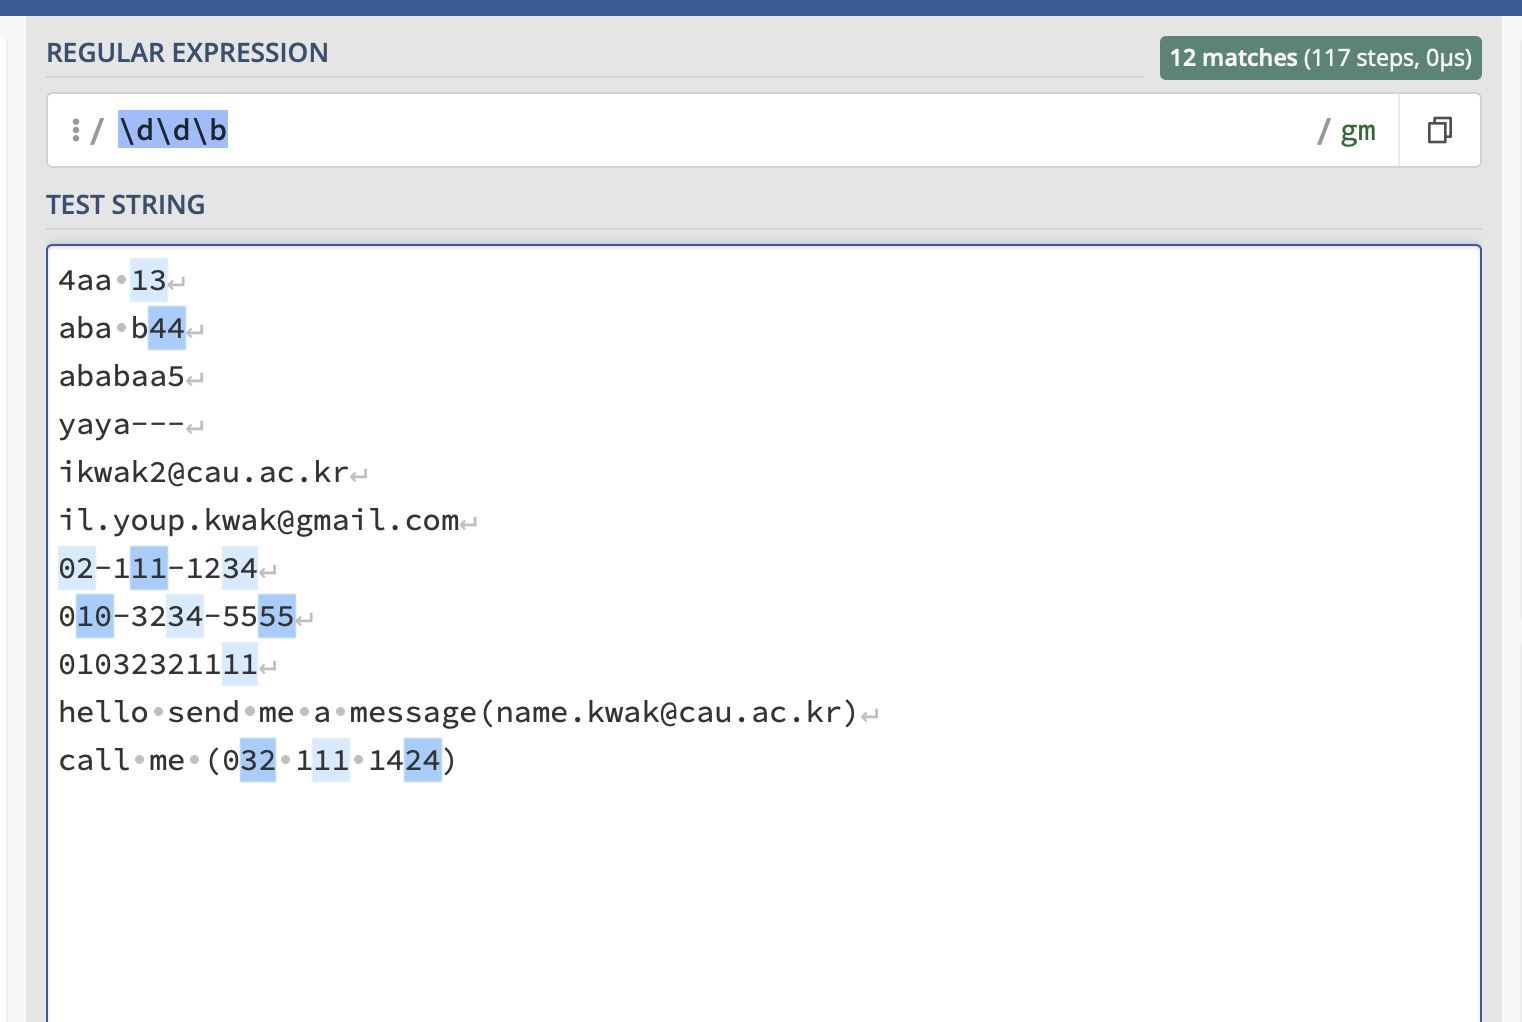 REGULAR EXPRESSION
12 matches (117 steps, 0μs)
/ \d\d\b / gm
TEST STRING
4aa•13↵
aba•b44↵
ababaa5↵
yaya---↵
ikwak2@cau.ac.kr↵
il.youp.kwak@gmail.com↵
02-111-1234↵
010-3234-5555↵
01032321111↵
hello•send•me•a•message(name.kwak@cau.ac.kr)↵
call•me•(032•111•1424)